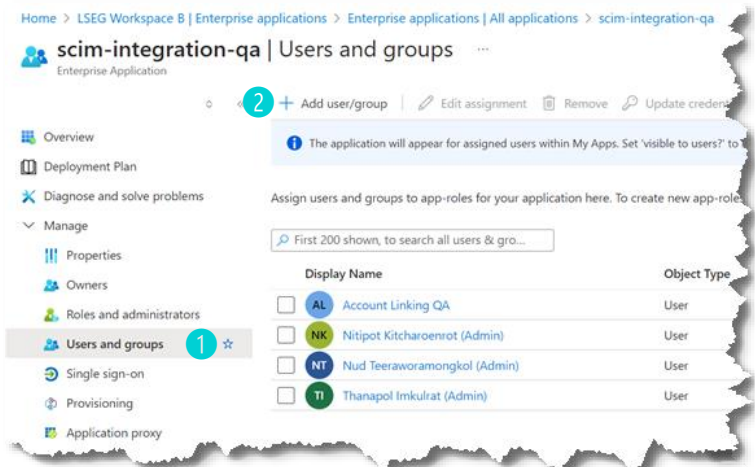 Home > LSEG Workspace B | Enterprise applications > Enterprise applications | All applications > scim-integration-qa
scim-integration-qa | Users and groups ...
Enterprise Application
2 + Add user/group Edit assignment Remove Update credent
Overview
The application will appear for assigned users within My Apps. Set 'visible to users?' to
Deployment Plan
Diagnose and solve problems
Assign users and groups to app-roles for your application here. To create new app-roles
Manage
First 200 shown, to search all users & gro...
Properties
Display Name Object Type
Owners
AL Account Linking QA User
Roles and administrators
NK Nitipot Kitcharoenrot (Admin) User
Users and groups 1
NT Nud Teeraworamongkol (Admin) User
Single sign-on
TI Thanapol Imkulrat (Admin) User
Provisioning
Application proxy